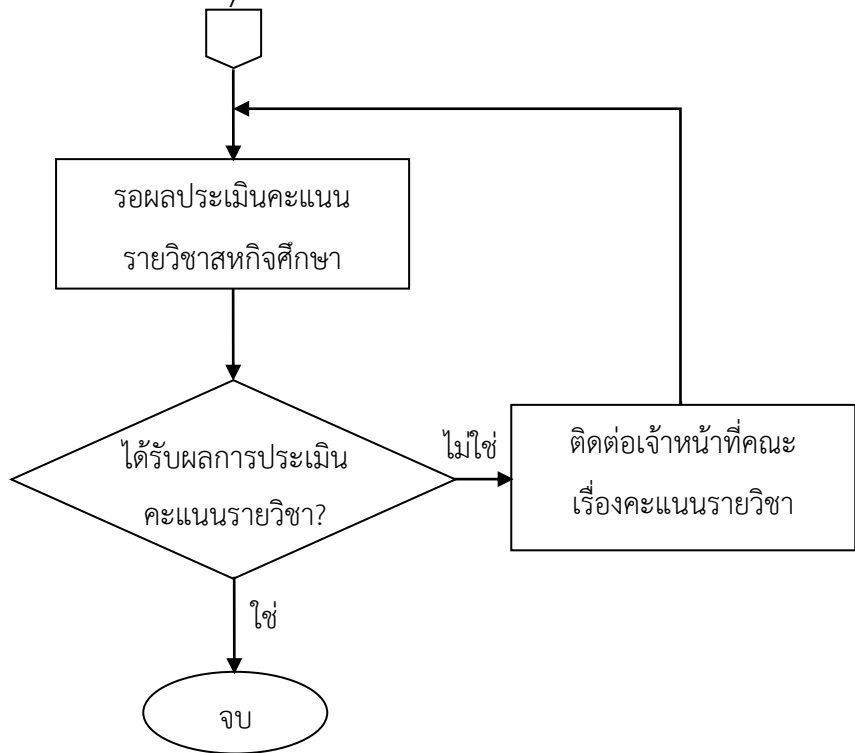 รอผลประเมินคะแนน
รายวิชาสหกิจศึกษา
ได้รับผลการประเมิน
คะแนนรายวิชา?
ไม่ใช่
ติดต่อเจ้าหน้าที่คณะ
เรื่องคะแนนรายวิชา
ใช่
จบ